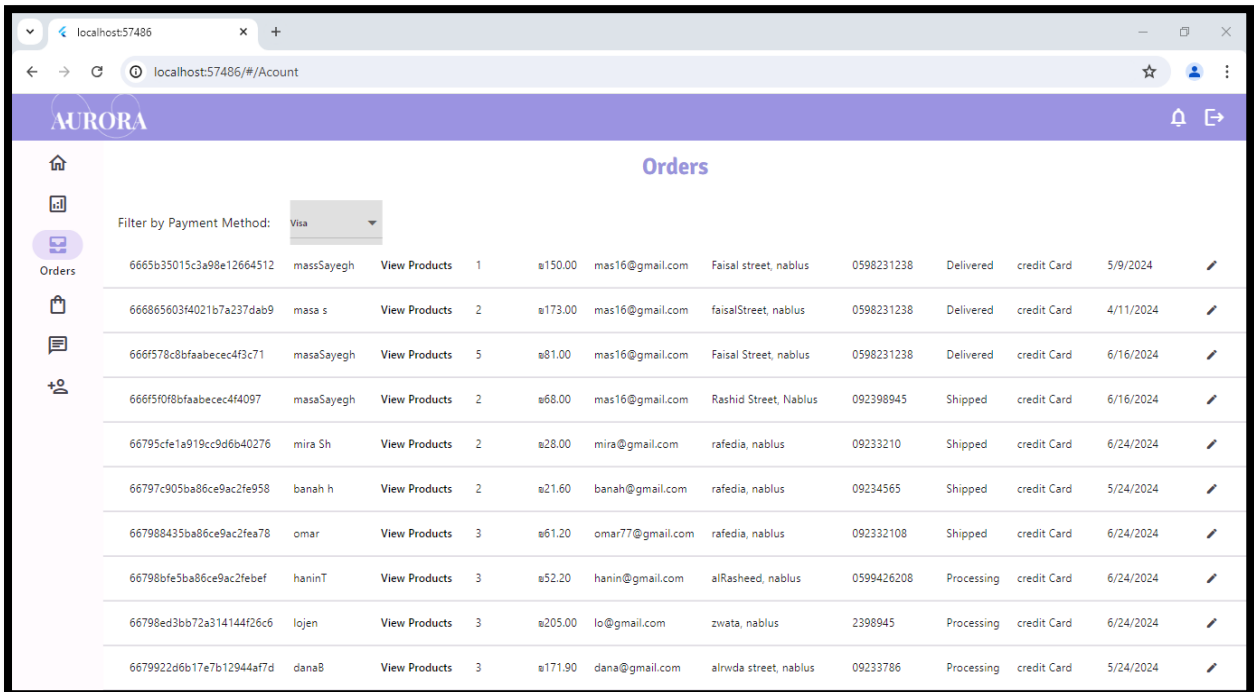 localhost:57486
localhost:57486/#/Acount
AURORA
Orders
Filter by Payment Method: Visa
Orders
6665b35015c3a98e12664512 massSayegh View Products 1 ₪150.00 mas16@gmail.com Faisal street, nablus 0598231238 Delivered credit Card 5/9/2024
666865603f4021b7a237dab9 masa s View Products 2 ₪173.00 mas16@gmail.com faisalStreet, nablus 0598231238 Delivered credit Card 4/11/2024
666f578c8bfaabecec4f3c71 masaSayegh View Products 5 ₪81.00 mas16@gmail.com Faisal Street, nablus 0598231238 Delivered credit Card 6/16/2024
666f5f0f8bfaabecec4f4097 masaSayegh View Products 2 ₪68.00 mas16@gmail.com Rashid Street, Nablus 092398945 Shipped credit Card 6/16/2024
66795cfe1a919cc9d6b40276 mira Sh View Products 2 ₪28.00 mira@gmail.com rafedia, nablus 09233210 Shipped credit Card 6/24/2024
66797c905ba86ce9ac2fe958 banah h View Products 2 ₪21.60 banah@gmail.com rafedia, nablus 09234565 Shipped credit Card 5/24/2024
667988435ba86ce9ac2fea78 omar View Products 3 ₪61.20 omar77@gmail.com rafedia, nablus 092332108 Shipped credit Card 6/24/2024
66798bfe5ba86ce9ac2febef haninT View Products 3 ₪52.20 hanin@gmail.com alRasheed, nablus 0599426208 Processing credit Card 6/24/2024
66798ed3bb72a314144f26c6 lojen View Products 3 ₪205.00 lo@gmail.com zwata, nablus 2398945 Processing credit Card 6/24/2024
6679922d6b17e7b12944af7d danaB View Products 3 ₪171.90 dana@gmail.com alrwda street, nablus 09233786 Processing credit Card 5/24/2024